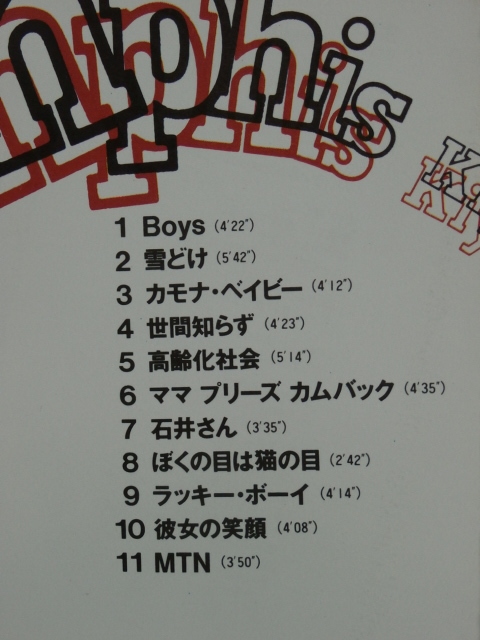 mphis
Kiy
1 Boys (4'22")
2 雪どけ (5'42")
3 カモナ・ベイビー (4'12")
4 世間知らず (4'23")
5 高齢化社会 (5'14")
6 ママ プリーズ カムバック (4'35")
7 石井さん (3'35")
8 ぼくの目は猫の目 (2'42")
9 ラッキー・ボーイ (4'14")
10 彼女の笑顔 (4'08")
11 MTN (3'50")